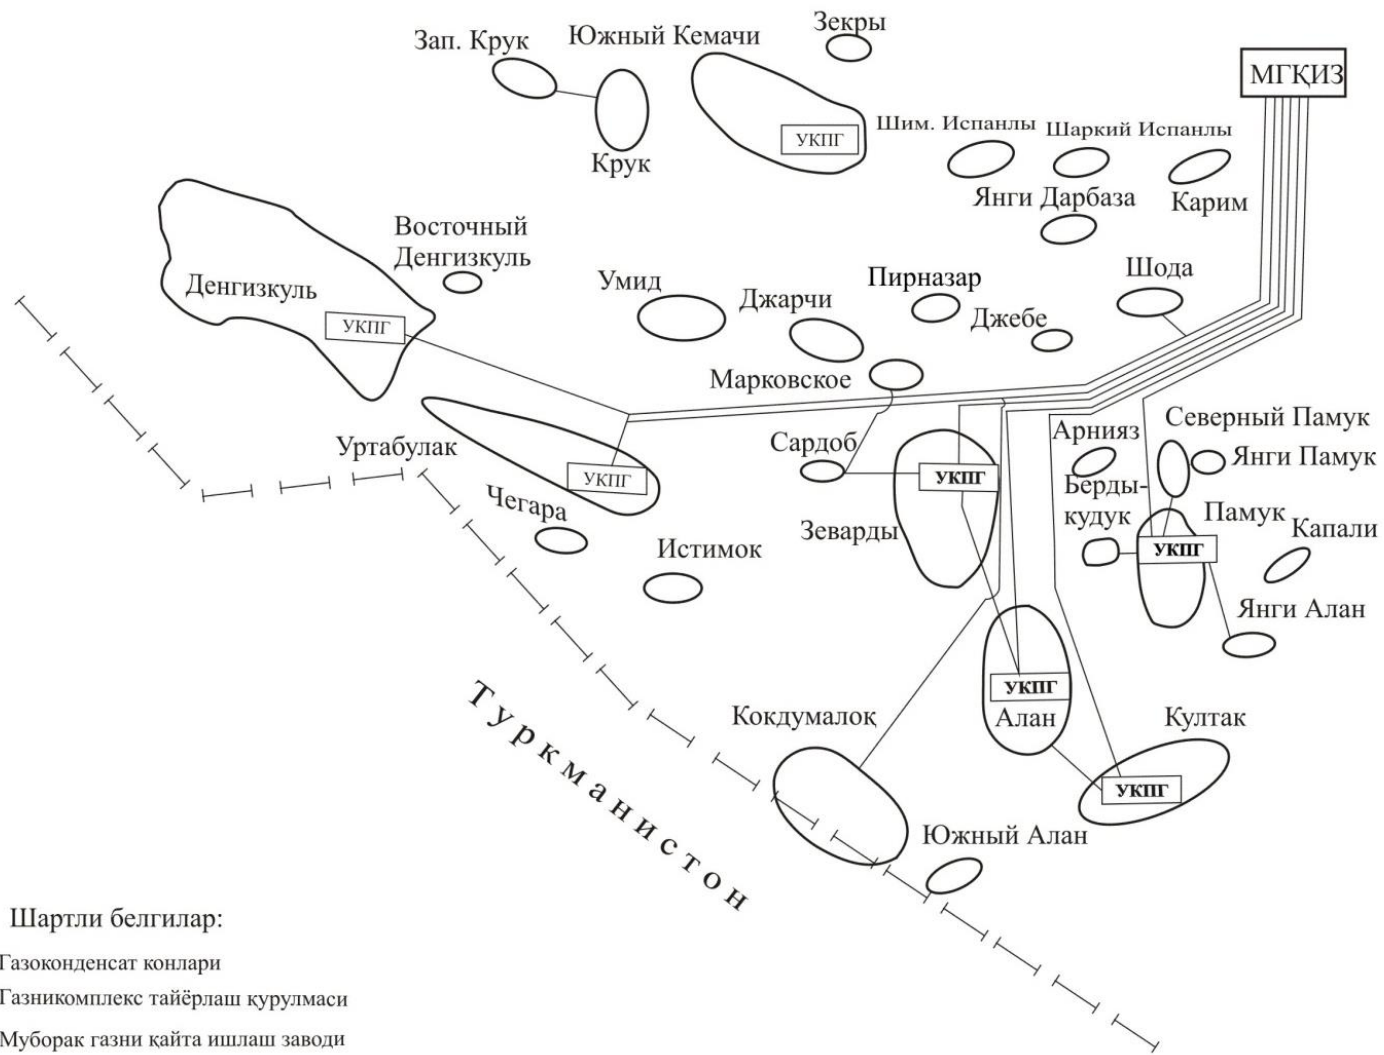 Зап. Крук
Южный Кемачи
Зекры
МГҚИЗ
УКПГ
Крук
Шим. Испанлы
Шаркий Испанлы
Янги Дарбаза
Карим
Восточный
Денгизкуль
Денгизкуль
УКПГ
Умид
Джарчи
Пирназар
Джебе
Шода
Марковское
Уртабулак
УКПГ
Чегара
Истимок
Сардоб
УКПГ
Зеварды
Арнияз
Северный Памук
Янги Памук
Берды-
кудук
Памук
УКПГ
Капали
Янги Алан
УКПГ
Алан
Кокдумалоқ
Култак
УКПГ
Южный Алан
Туркманистон
Шартли белгилар:
Газоконденсат конлари
Газникомплекс тайёрлаш қурулмаси
Муборак газни қайта ишлаш заводи